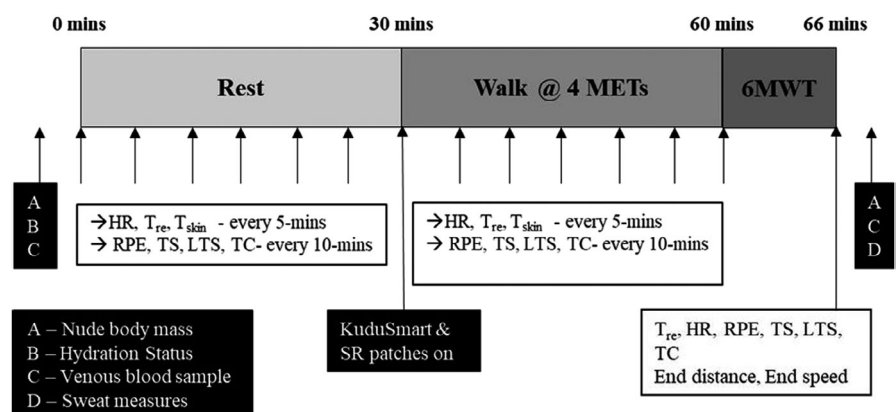 0 mins 30 mins 60 mins 66 mins
Rest Walk @ 4 METs 6MWT
A
B
C
→HR, Tre, Tskin - every 5-mins
→ RPE, TS, LTS, TC- every 10-mins
→HR, Tre, Tskin - every 5-mins
→ RPE, TS, LTS, TC- every 10-mins
A
C
D
A – Nude body mass
B – Hydration Status
C – Venous blood sample
D – Sweat measures
KuduSmart &
SR patches on
Tre, HR, RPE, TS, LTS,
TC
End distance, End speed